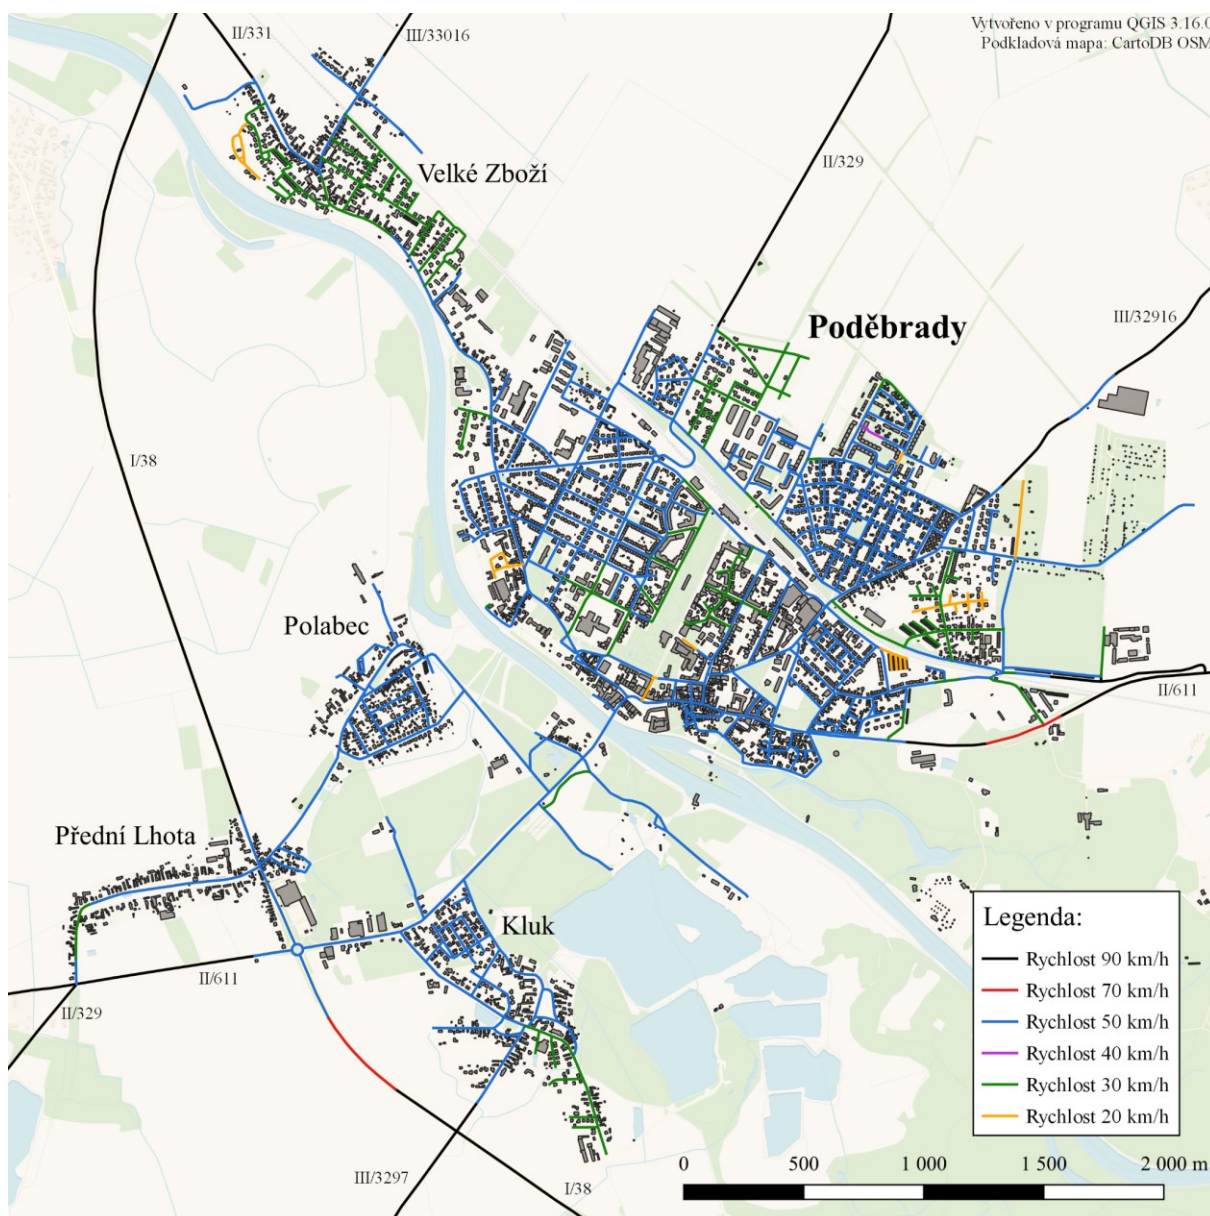 Vytvořeno v programu QGIS 3.16.0
Podkladová mapa: CartoDB OSM
II/331
III/33016
II/329
Velké Zboží
Poděbrady
III/32916
I/38
Polabec
II/611
Přední Lhota
Kluk
II/611
II/329
III/3297
I/38
Legenda:
Rychlost 90 km/h
Rychlost 70 km/h
Rychlost 50 km/h
Rychlost 40 km/h
Rychlost 30 km/h
Rychlost 20 km/h
0 500 1 000 1 500 2 000 m